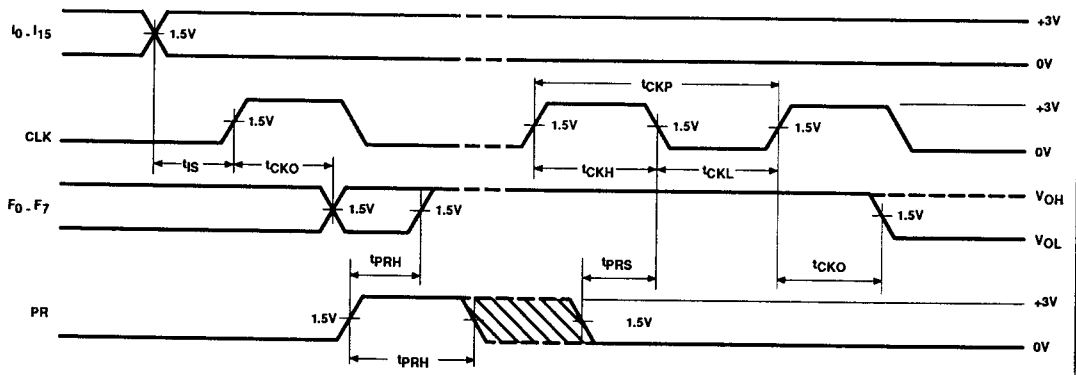 I0 - I15
1.5V
+3V
0V
tCKP
CLK
1.5V
1.5V
1.5V
1.5V
+3V
0V
tIS
tCKO
tCKH
tCKL
F0 - F7
1.5V
1.5V
1.5V
VOH
VOL
tPRH
tPRS
tCKO
PR
1.5V
1.5V
+3V
0V
tPRH